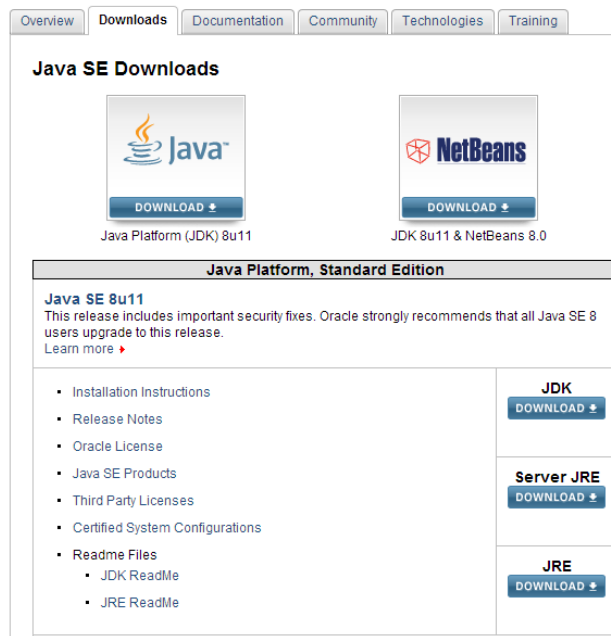 Overview Downloads Documentation Community Technologies Training
Java SE Downloads
Java™ NetBeans
DOWNLOAD DOWNLOAD
Java Platform (JDK) 8u11 JDK 8u11 & NetBeans 8.0
Java Platform, Standard Edition
Java SE 8u11
This release includes important security fixes. Oracle strongly recommends that all Java SE 8
users upgrade to this release.
Learn more
Installation Instructions
Release Notes
Oracle License
Java SE Products
Third Party Licenses
Certified System Configurations
Readme Files
JDK ReadMe
JRE ReadMe
JDK
DOWNLOAD
Server JRE
DOWNLOAD
JRE
DOWNLOAD